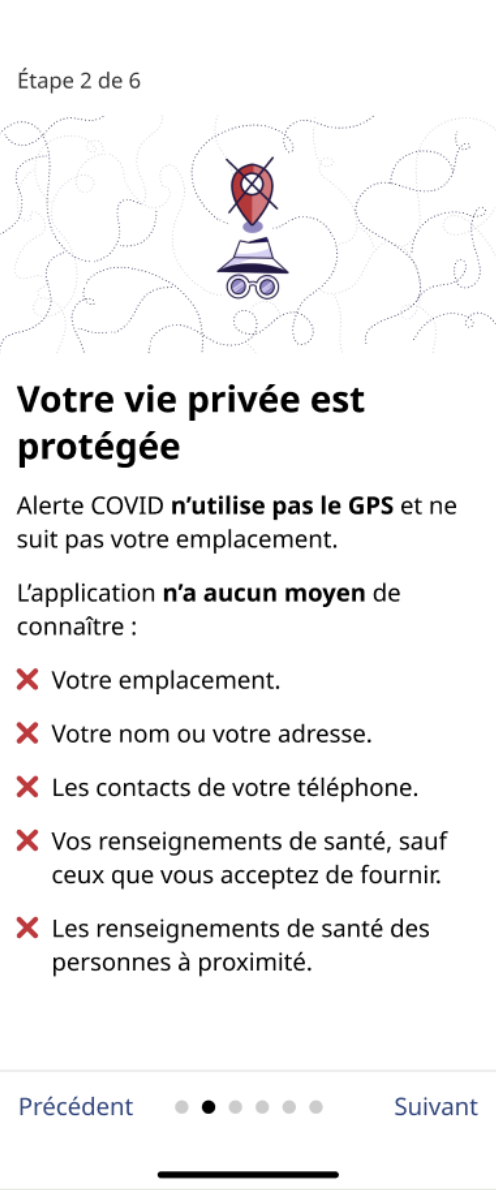 Étape 2 de 6
Votre vie privée est
protégée
Alerte COVID n’utilise pas le GPS et ne
suit pas votre emplacement.
L’application n’a aucun moyen de
connaître :
Votre emplacement.
Votre nom ou votre adresse.
Les contacts de votre téléphone.
Vos renseignements de santé, sauf
ceux que vous acceptez de fournir.
Les renseignements de santé des
personnes à proximité.
Précédent
Suivant